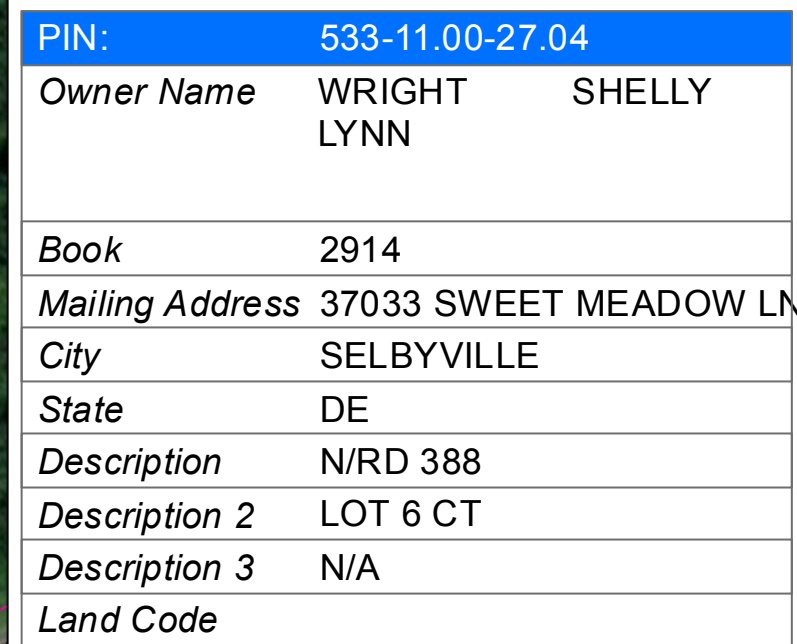 PIN: 533-11.00-27.04
Owner Name WRIGHT SHELLY
LYNN
Book 2914
Mailing Address 37033 SWEET MEADOW LN
City SELBYVILLE
State DE
Description N/RD 388
Description 2 LOT 6 CT
Description 3 N/A
Land Code